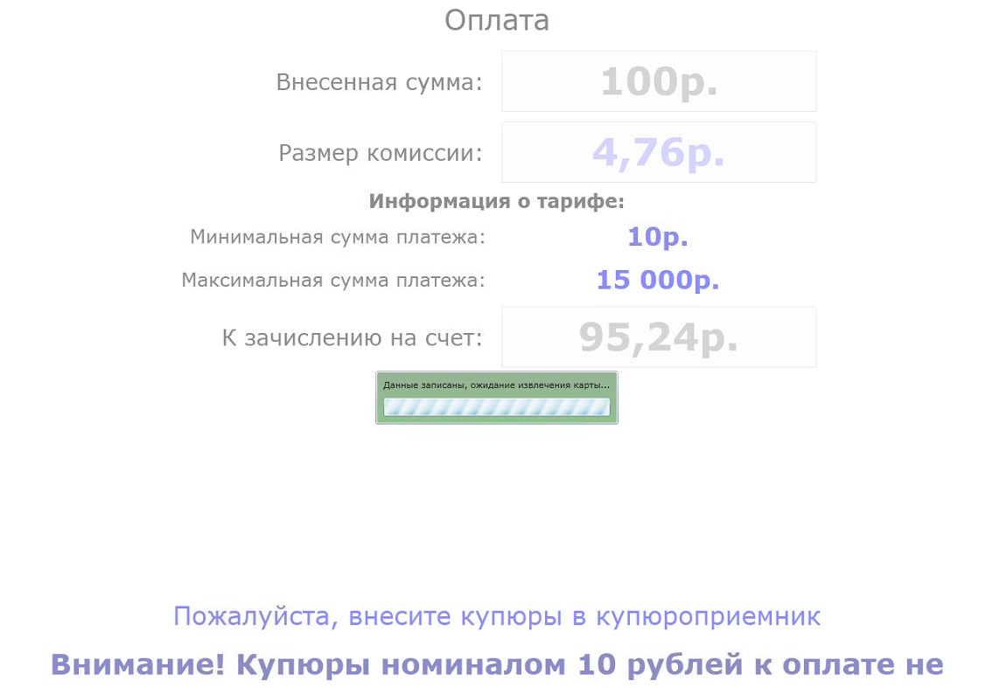 Оплата
Внесенная сумма: 100р.
Размер комиссии: 4,76р.
Информация о тарифе:
Минимальная сумма платежа: 10р.
Максимальная сумма платежа: 15 000р.
К зачислению на счет: 95,24р.
Данные записаны, ожидание извлечения карты...
Пожалуйста, внесите купюры в купюроприемник
Внимание! Купюры номиналом 10 рублей к оплате не